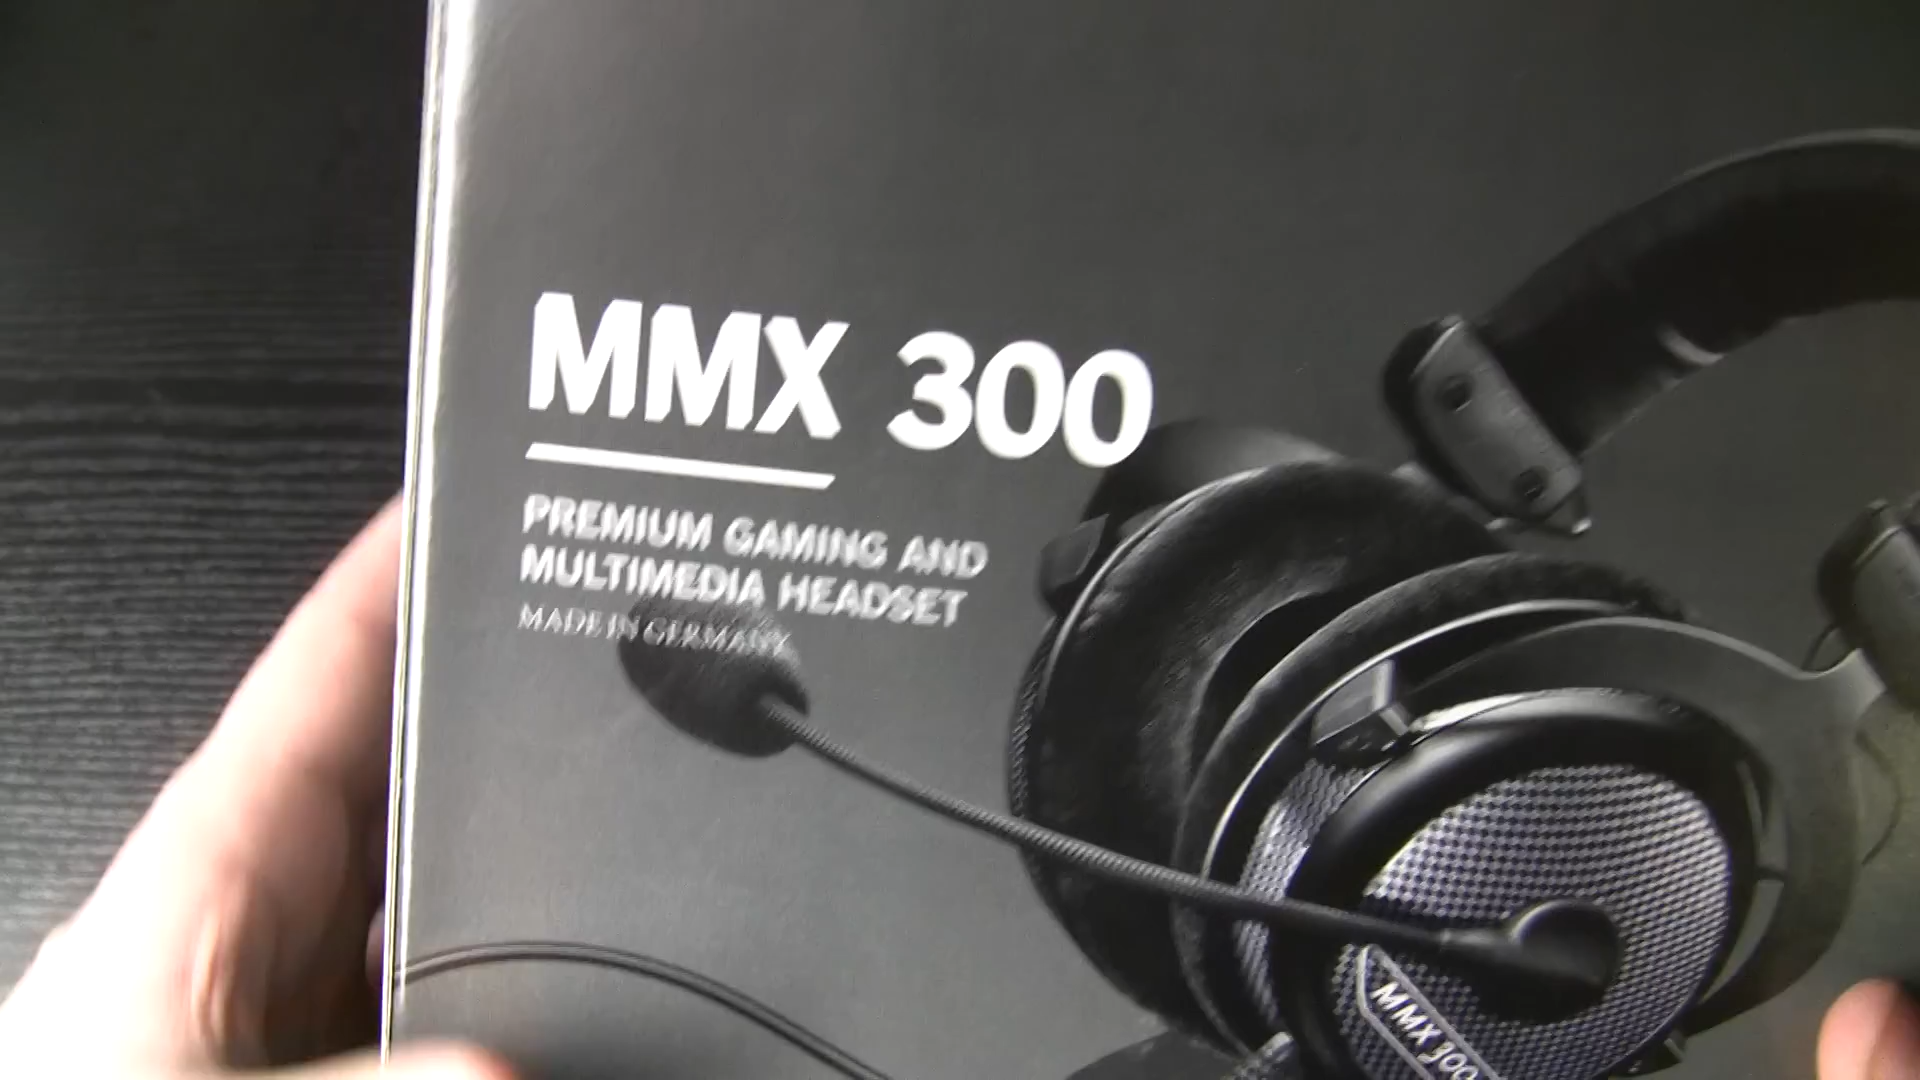 MMX 300
PREMIUM GAMING AND
MULTIMEDIA HEADSET
MADE IN GERMANY
MMX 300